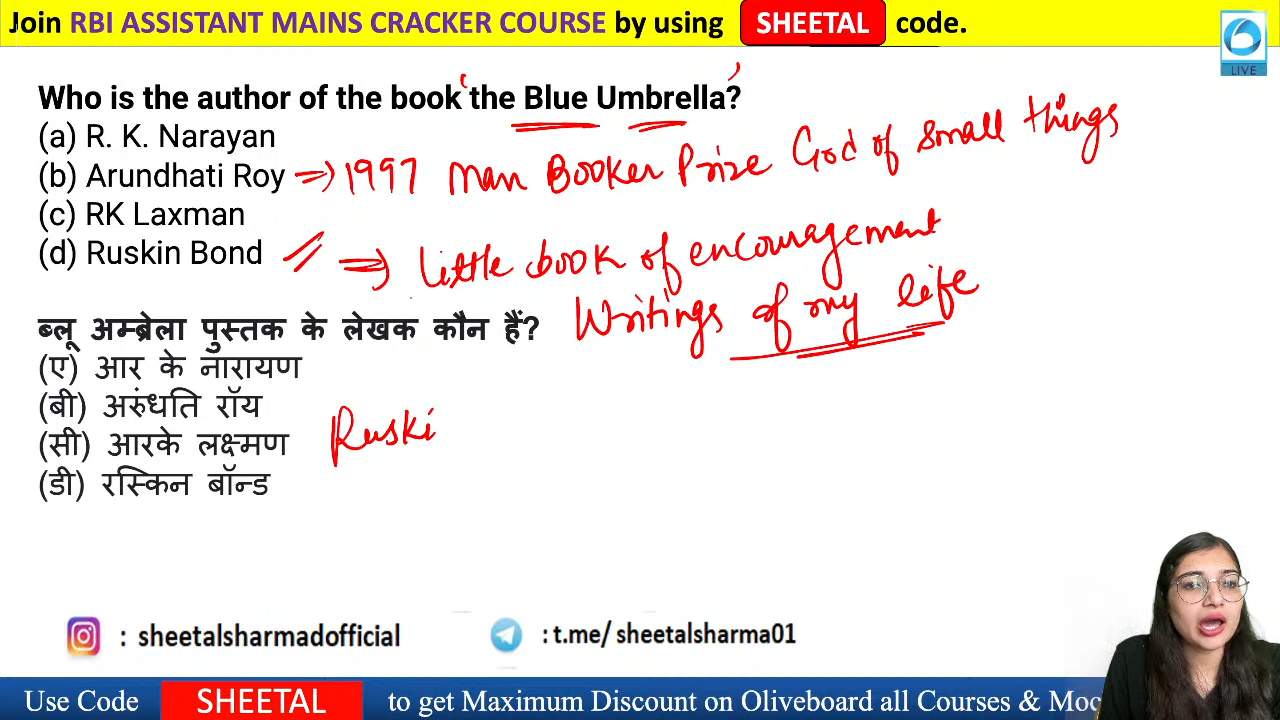 Join RBI ASSISTANT MAINS CRACKER COURSE by using SHEETAL code.
LIVE
Who is the author of the book 'the Blue Umbrella'?
(a) R. K. Narayan
(b) Arundhati Roy => 1997 Man Booker Prize God of small things
(c) RK Laxman
(d) Ruskin Bond => Little book of encouragement
Writings of my life
ब्लू अम्ब्रेला पुस्तक के लेखक कौन हैं?
(ए) आर के नारायण
(बी) अरुंधति रॉय
(सी) आरके लक्ष्मण
Ruski
(डी) रस्किन बॉन्ड
: sheetalsharmadofficial
: t.me/ sheetalsharma01
Use Code SHEETAL to get Maximum Discount on Oliveboard all Courses & Moc